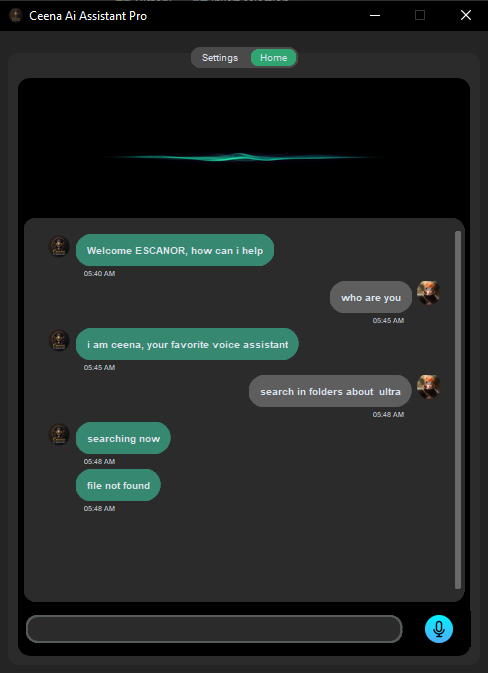 Ceena Ai Assistant Pro
Settings Home
Welcome ESCANOR, how can i help
05:40 AM
who are you
05:45 AM
i am ceena, your favorite voice assistant
05:45 AM
search in folders about  ultra
05:48 AM
searching now
05:48 AM
file not found
05:48 AM